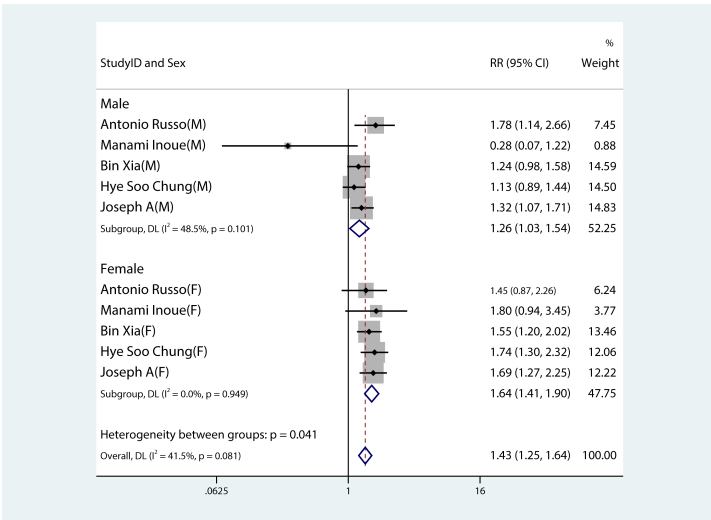 %
StudyID and Sex RR (95% CI) Weight
Male
Antonio Russo(M) 1.78 (1.14, 2.66) 7.45
Manami Inoue(M) 0.28 (0.07, 1.22) 0.88
Bin Xia(M) 1.24 (0.98, 1.58) 14.59
Hye Soo Chung(M) 1.13 (0.89, 1.44) 14.50
Joseph A(M) 1.32 (1.07, 1.71) 14.83
Subgroup, DL (I² = 48.5%, p = 0.101) 1.26 (1.03, 1.54) 52.25
Female
Antonio Russo(F) 1.45 (0.87, 2.26) 6.24
Manami Inoue(F) 1.80 (0.94, 3.45) 3.77
Bin Xia(F) 1.55 (1.20, 2.02) 13.46
Hye Soo Chung(F) 1.74 (1.30, 2.32) 12.06
Joseph A(F) 1.69 (1.27, 2.25) 12.22
Subgroup, DL (I² = 0.0%, p = 0.949) 1.64 (1.41, 1.90) 47.75
Heterogeneity between groups: p = 0.041
Overall, DL (I² = 41.5%, p = 0.081) 1.43 (1.25, 1.64) 100.00
.0625 1 16